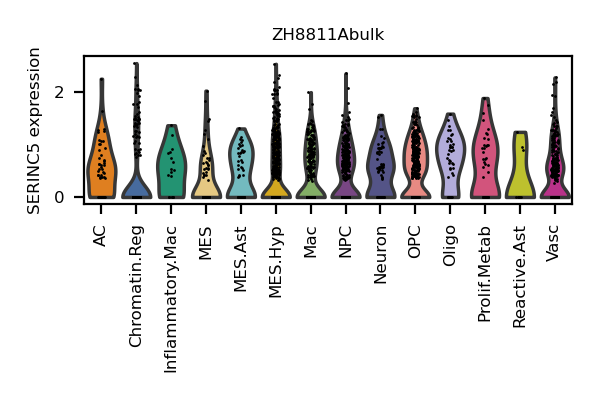 ZH8811Abulk
SERINC5 expression
2
0
AC
Chromatin.Reg
Inflammatory.Mac
MES
MES.Ast
MES.Hyp
Mac
NPC
Neuron
OPC
Oligo
Prolif.Metab
Reactive.Ast
Vasc